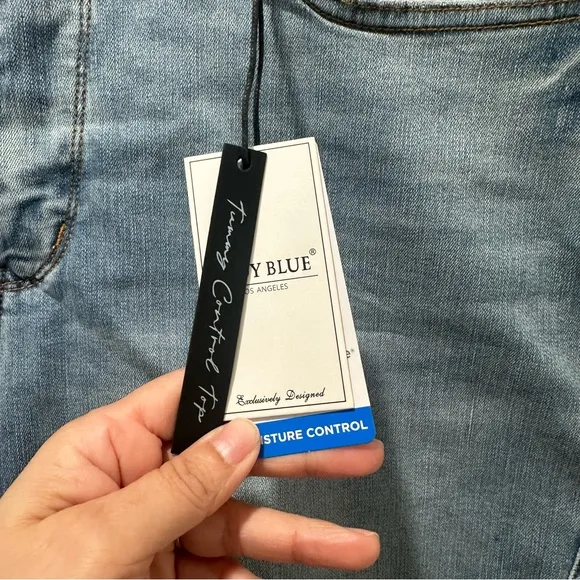 Tummy Control Top
Y BLUE®
OS ANGELES
Exclusively Designed
ISTURE CONTROL